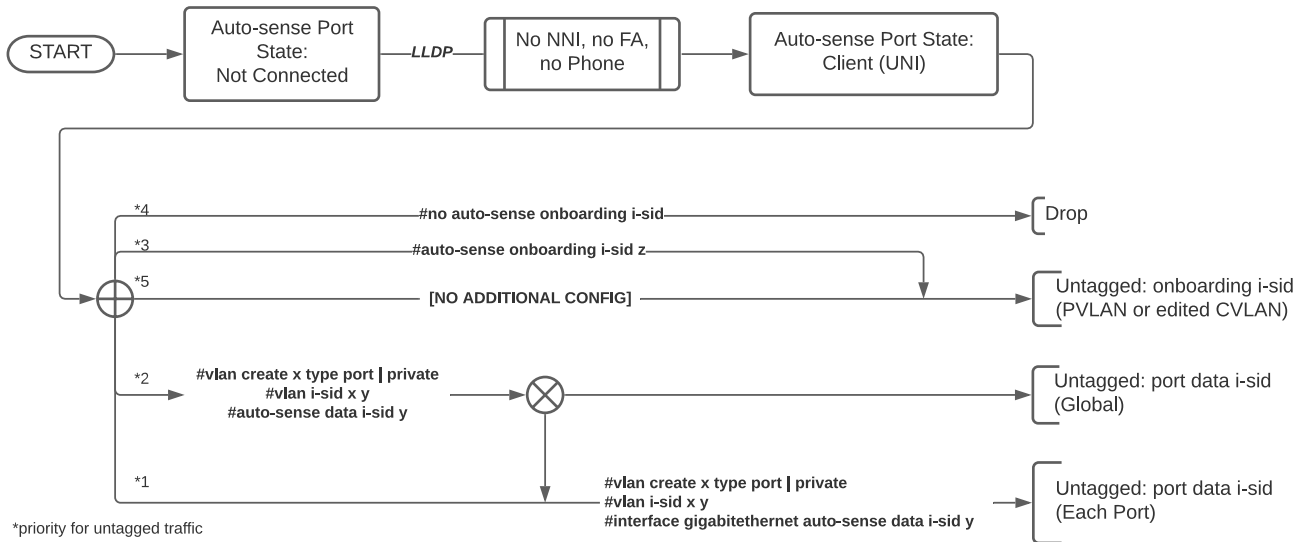 START
Auto-sense Port
State:
Not Connected
LLDP
No NNI, no FA,
no Phone
Auto-sense Port State:
Client (UNI)
*4
#no auto-sense onboarding i-sid
Drop
*3
#auto-sense onboarding i-sid z
*5
[NO ADDITIONAL CONFIG]
Untagged: onboarding i-sid
(PVLAN or edited CVLAN)
*2
#vlan create x type port | private
#vlan i-sid x y
#auto-sense data i-sid y
Untagged: port data i-sid
(Global)
*1
#vlan create x type port | private
#vlan i-sid x y
#interface gigabitethernet auto-sense data i-sid y
Untagged: port data i-sid
(Each Port)
*priority for untagged traffic